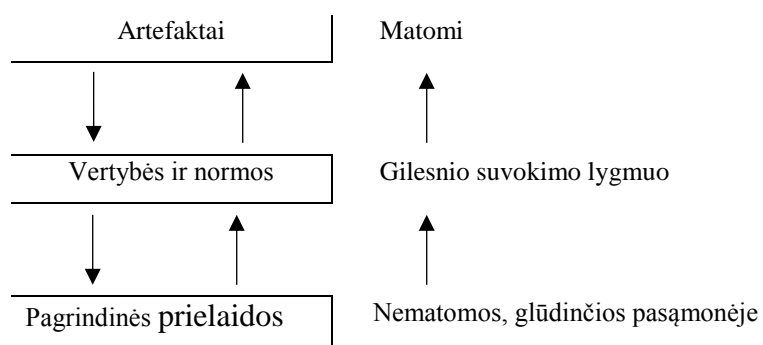 Artefaktai
Matomi
Vertybės ir normos
Gilesnio suvokimo lygmuo
Pagrindinės prielaidos
Nematomos, glūdinčios pasąmonėje